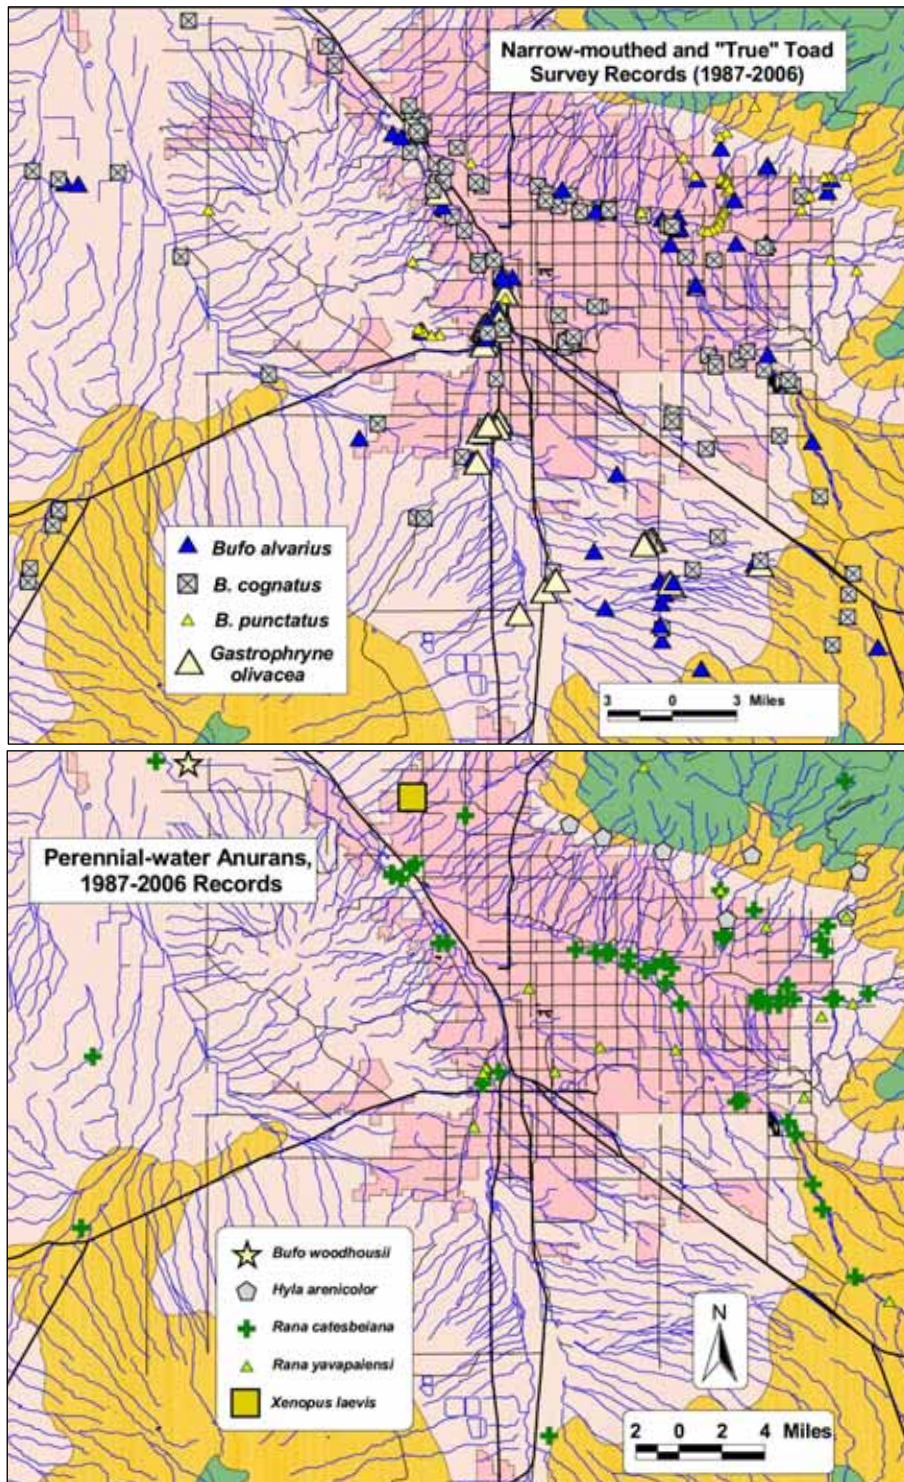 Narrow-mouthed and "True" Toad
Survey Records (1987-2006)
Bufo alvarius
B. cognatus
B. punctatus
Gastrophryne
olivacea
3 0 3 Miles
Perennial-water Anurans,
1987-2006 Records
Bufo woodhousii
Hyla arenicolor
Rana catesbeiana
Rana yavapaiensi
Xenopus laevis
N
2 0 2 4 Miles